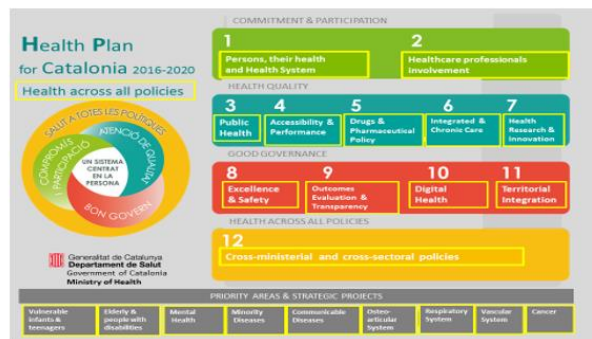 Health Plan
for Catalonia 2016-2020
Health across all policies
SALUT A TOTES LES POLÍTIQUES
COMPROMÍS
I PARTICIPACIÓ
ATENCIÓ DE QUALITAT
UN SISTEMA
CENTRAT
EN LA
PERSONA
BON GOVERN
Generalitat de Catalunya
Departament de Salut
Government of Catalonia
Ministry of Health
COMMITMENT & PARTICIPATION
1
Persons, their health
and Health System
2
Healthcare professionals
involvement
HEALTH QUALITY
3
Public
Health
4
Accessibility &
Performance
5
Drugs &
Pharmaceutical
Policy
6
Integrated &
Chronic Care
7
Health
Research &
Innovation
GOOD GOVERNANCE
8
Excellence
& Safety
9
Outcomes
Evaluation &
Transparency
10
Digital
Health
11
Territorial
Integration
HEALTH ACROSS ALL POLICIES
12
Cross-ministerial and cross-sectoral policies
PRIORITY AREAS & STRATEGIC PROJECTS
Vulnerable
infants &
teenagers
Elderly &
people with
disabilities
Mental
Health
Minority
Diseases
Communicable
Diseases
Osteo-
articular
System
Respiratory
System
Vascular
System
Cancer